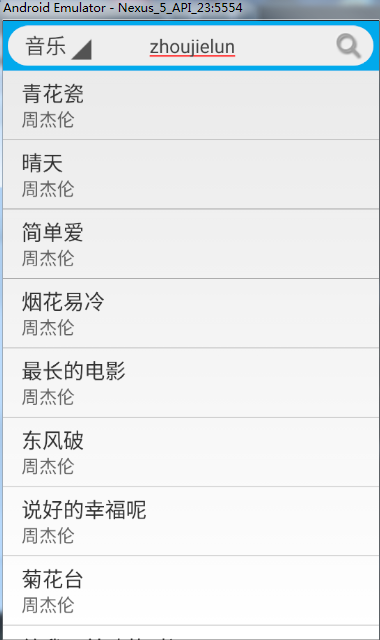 Android Emulator - Nexus_5_API_23:5554
音乐 zhoujielun
青花瓷
周杰伦
晴天
周杰伦
简单爱
周杰伦
烟花易冷
周杰伦
最长的电影
周杰伦
东风破
周杰伦
说好的幸福呢
周杰伦
菊花台
周杰伦